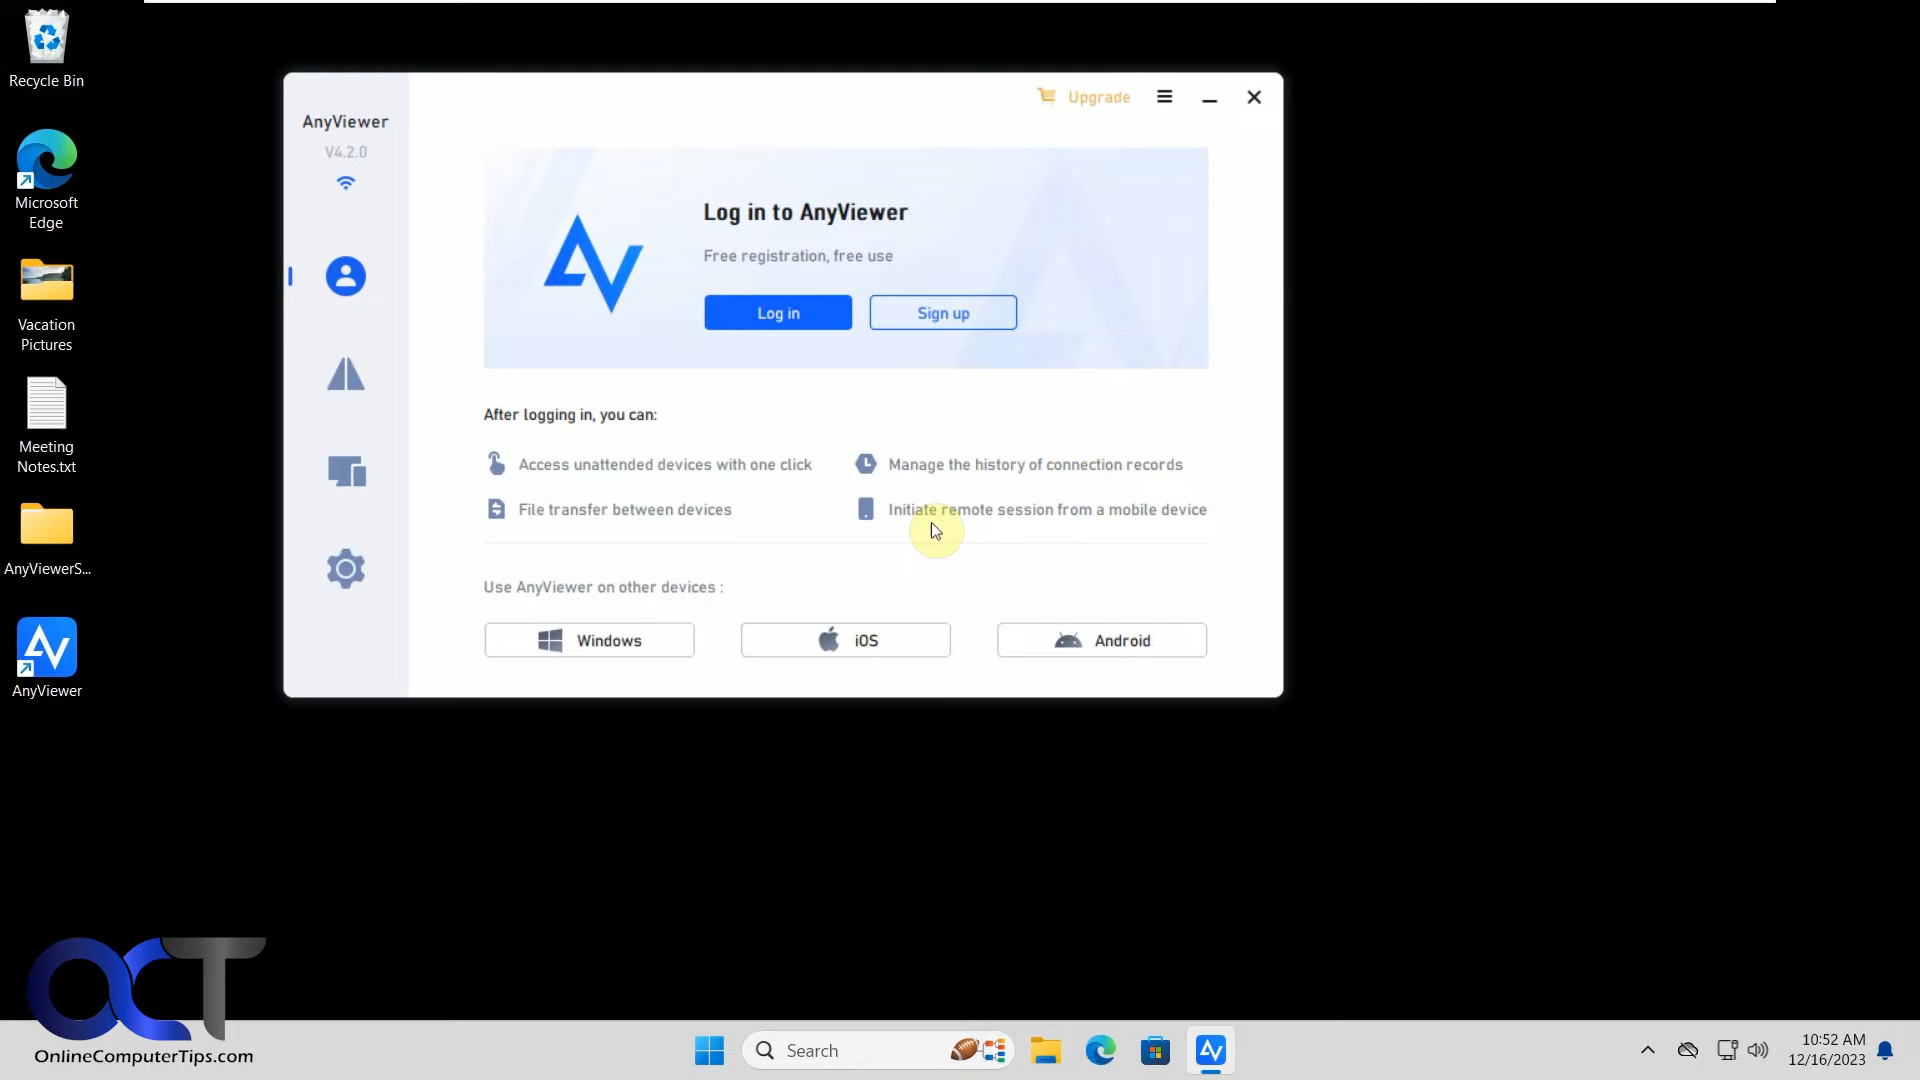 Recycle Bin
Microsoft
Edge
Vacation
Pictures
Meeting
Notes.txt
AnyViewerS...
AnyViewer
AnyViewer
V4.2.0
Upgrade
Log in to AnyViewer
Free registration, free use
Log in
Sign up
After logging in, you can:
Access unattended devices with one click
Manage the history of connection records
File transfer between devices
Initiate remote session from a mobile device
Use AnyViewer on other devices :
Windows
iOS
Android
OCT
OnlineComputerTips.com
Search
10:52 AM
12/16/2023